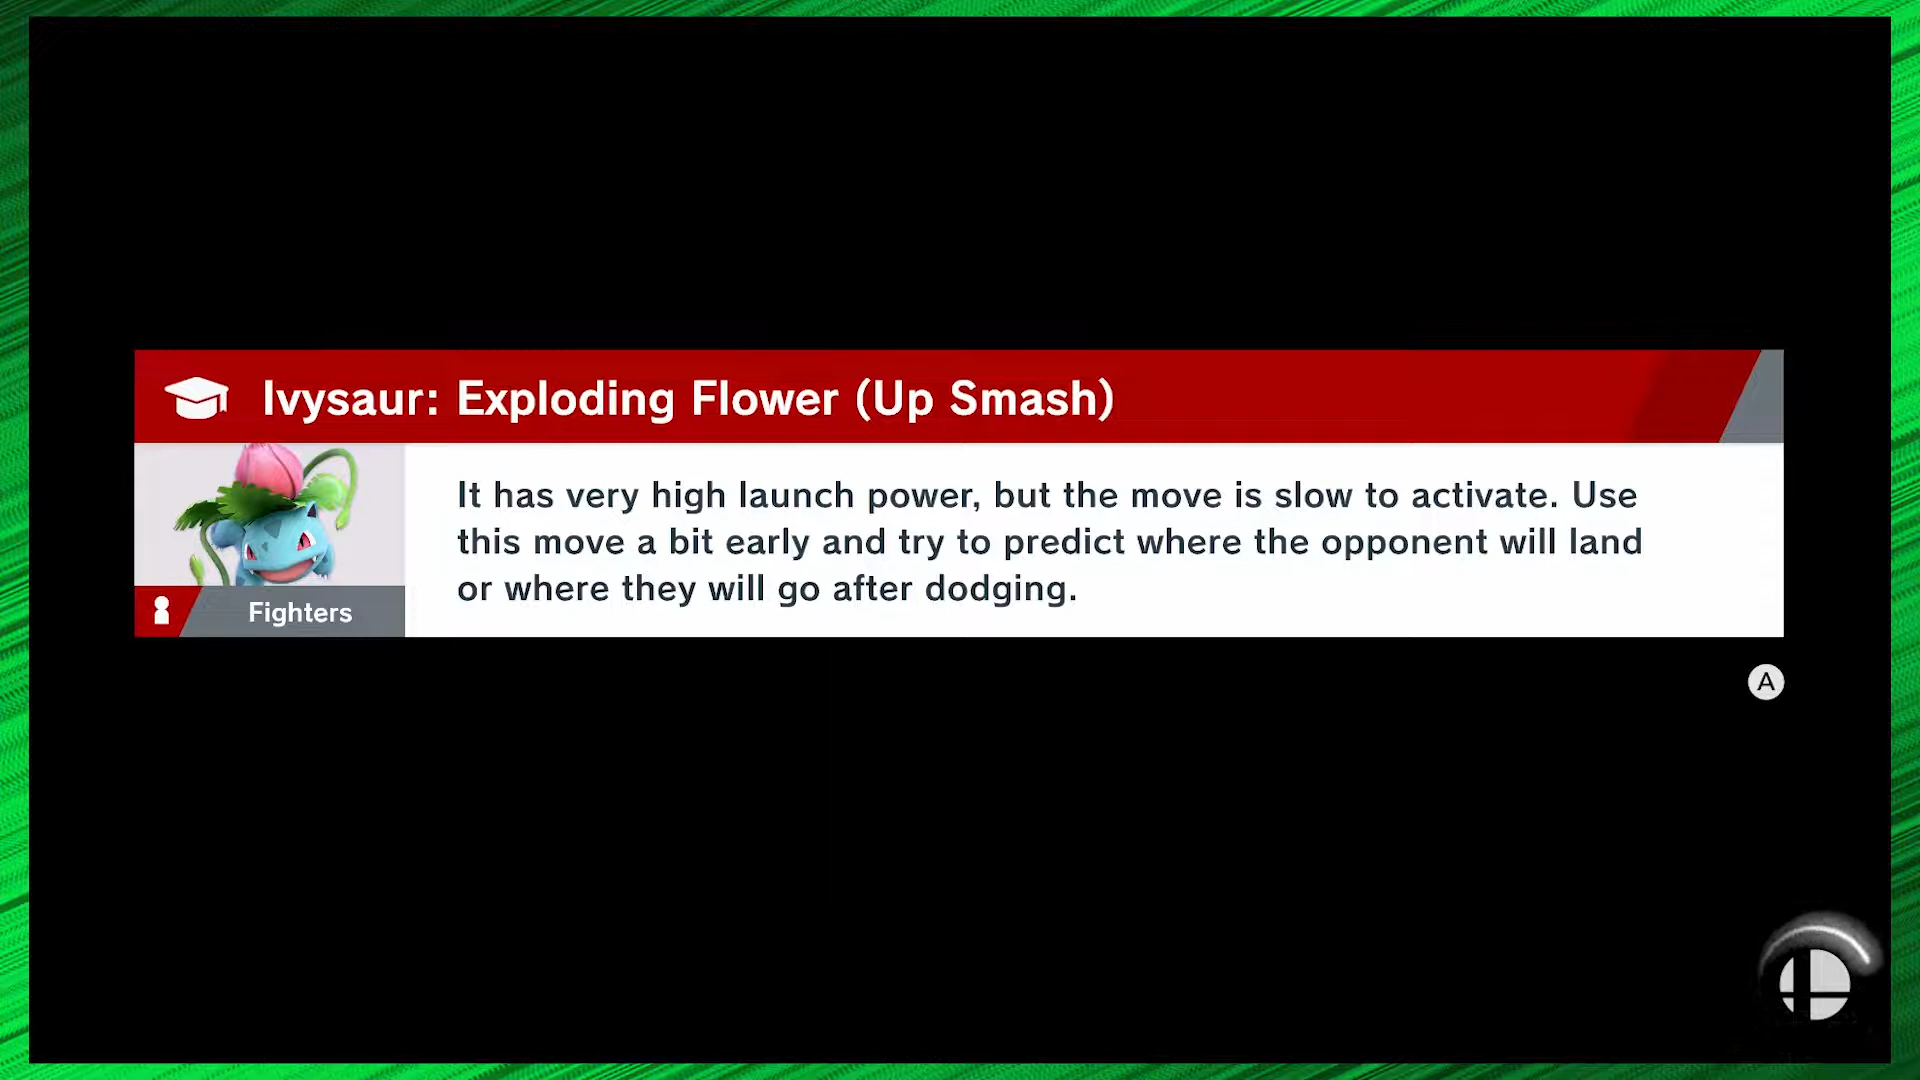 Ivysaur: Exploding Flower (Up Smash)
It has very high launch power, but the move is slow to activate. Use
this move a bit early and try to predict where the opponent will land
or where they will go after dodging.
Fighters
A